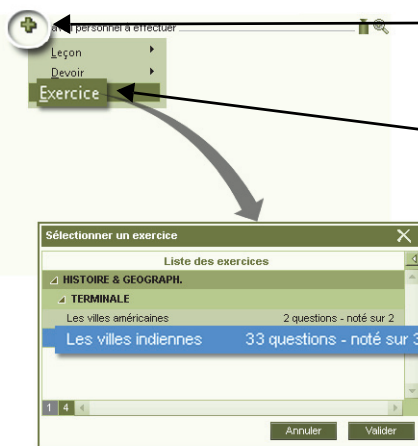 personnel à effectuer
Leçon
Devoir
Exercice
Sélectionner un exercice
Liste des exercices
HISTOIRE & GEOGRAPH.
TERMINALE
Les villes américaines 2 questions - noté sur 2
Les villes indiennes 33 questions - noté sur 3
1 4
Annuler Valider